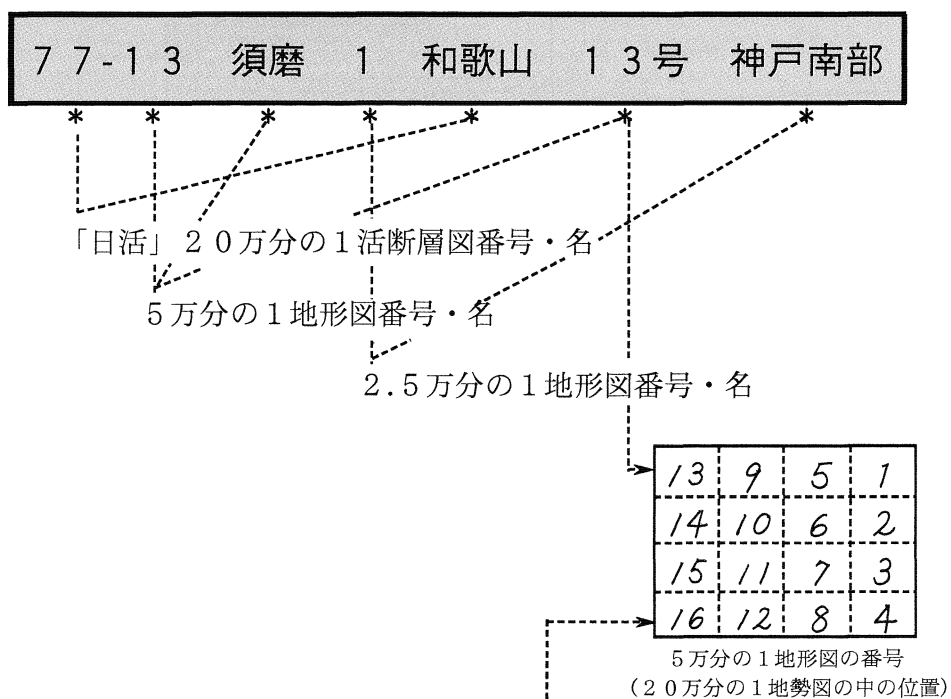 ７７-１３　須磨　１　和歌山　１３号　神戸南部
＊　＊　＊　＊　＊　＊　＊
「日活」２０万分の１活断層図番号・名
５万分の１地形図番号・名
２.５万分の１地形図番号・名
13 9 5 1
14 10 6 2
15 11 7 3
16 12 8 4
５万分の１地形図の番号
(２０万分の１地勢図の中の位置)